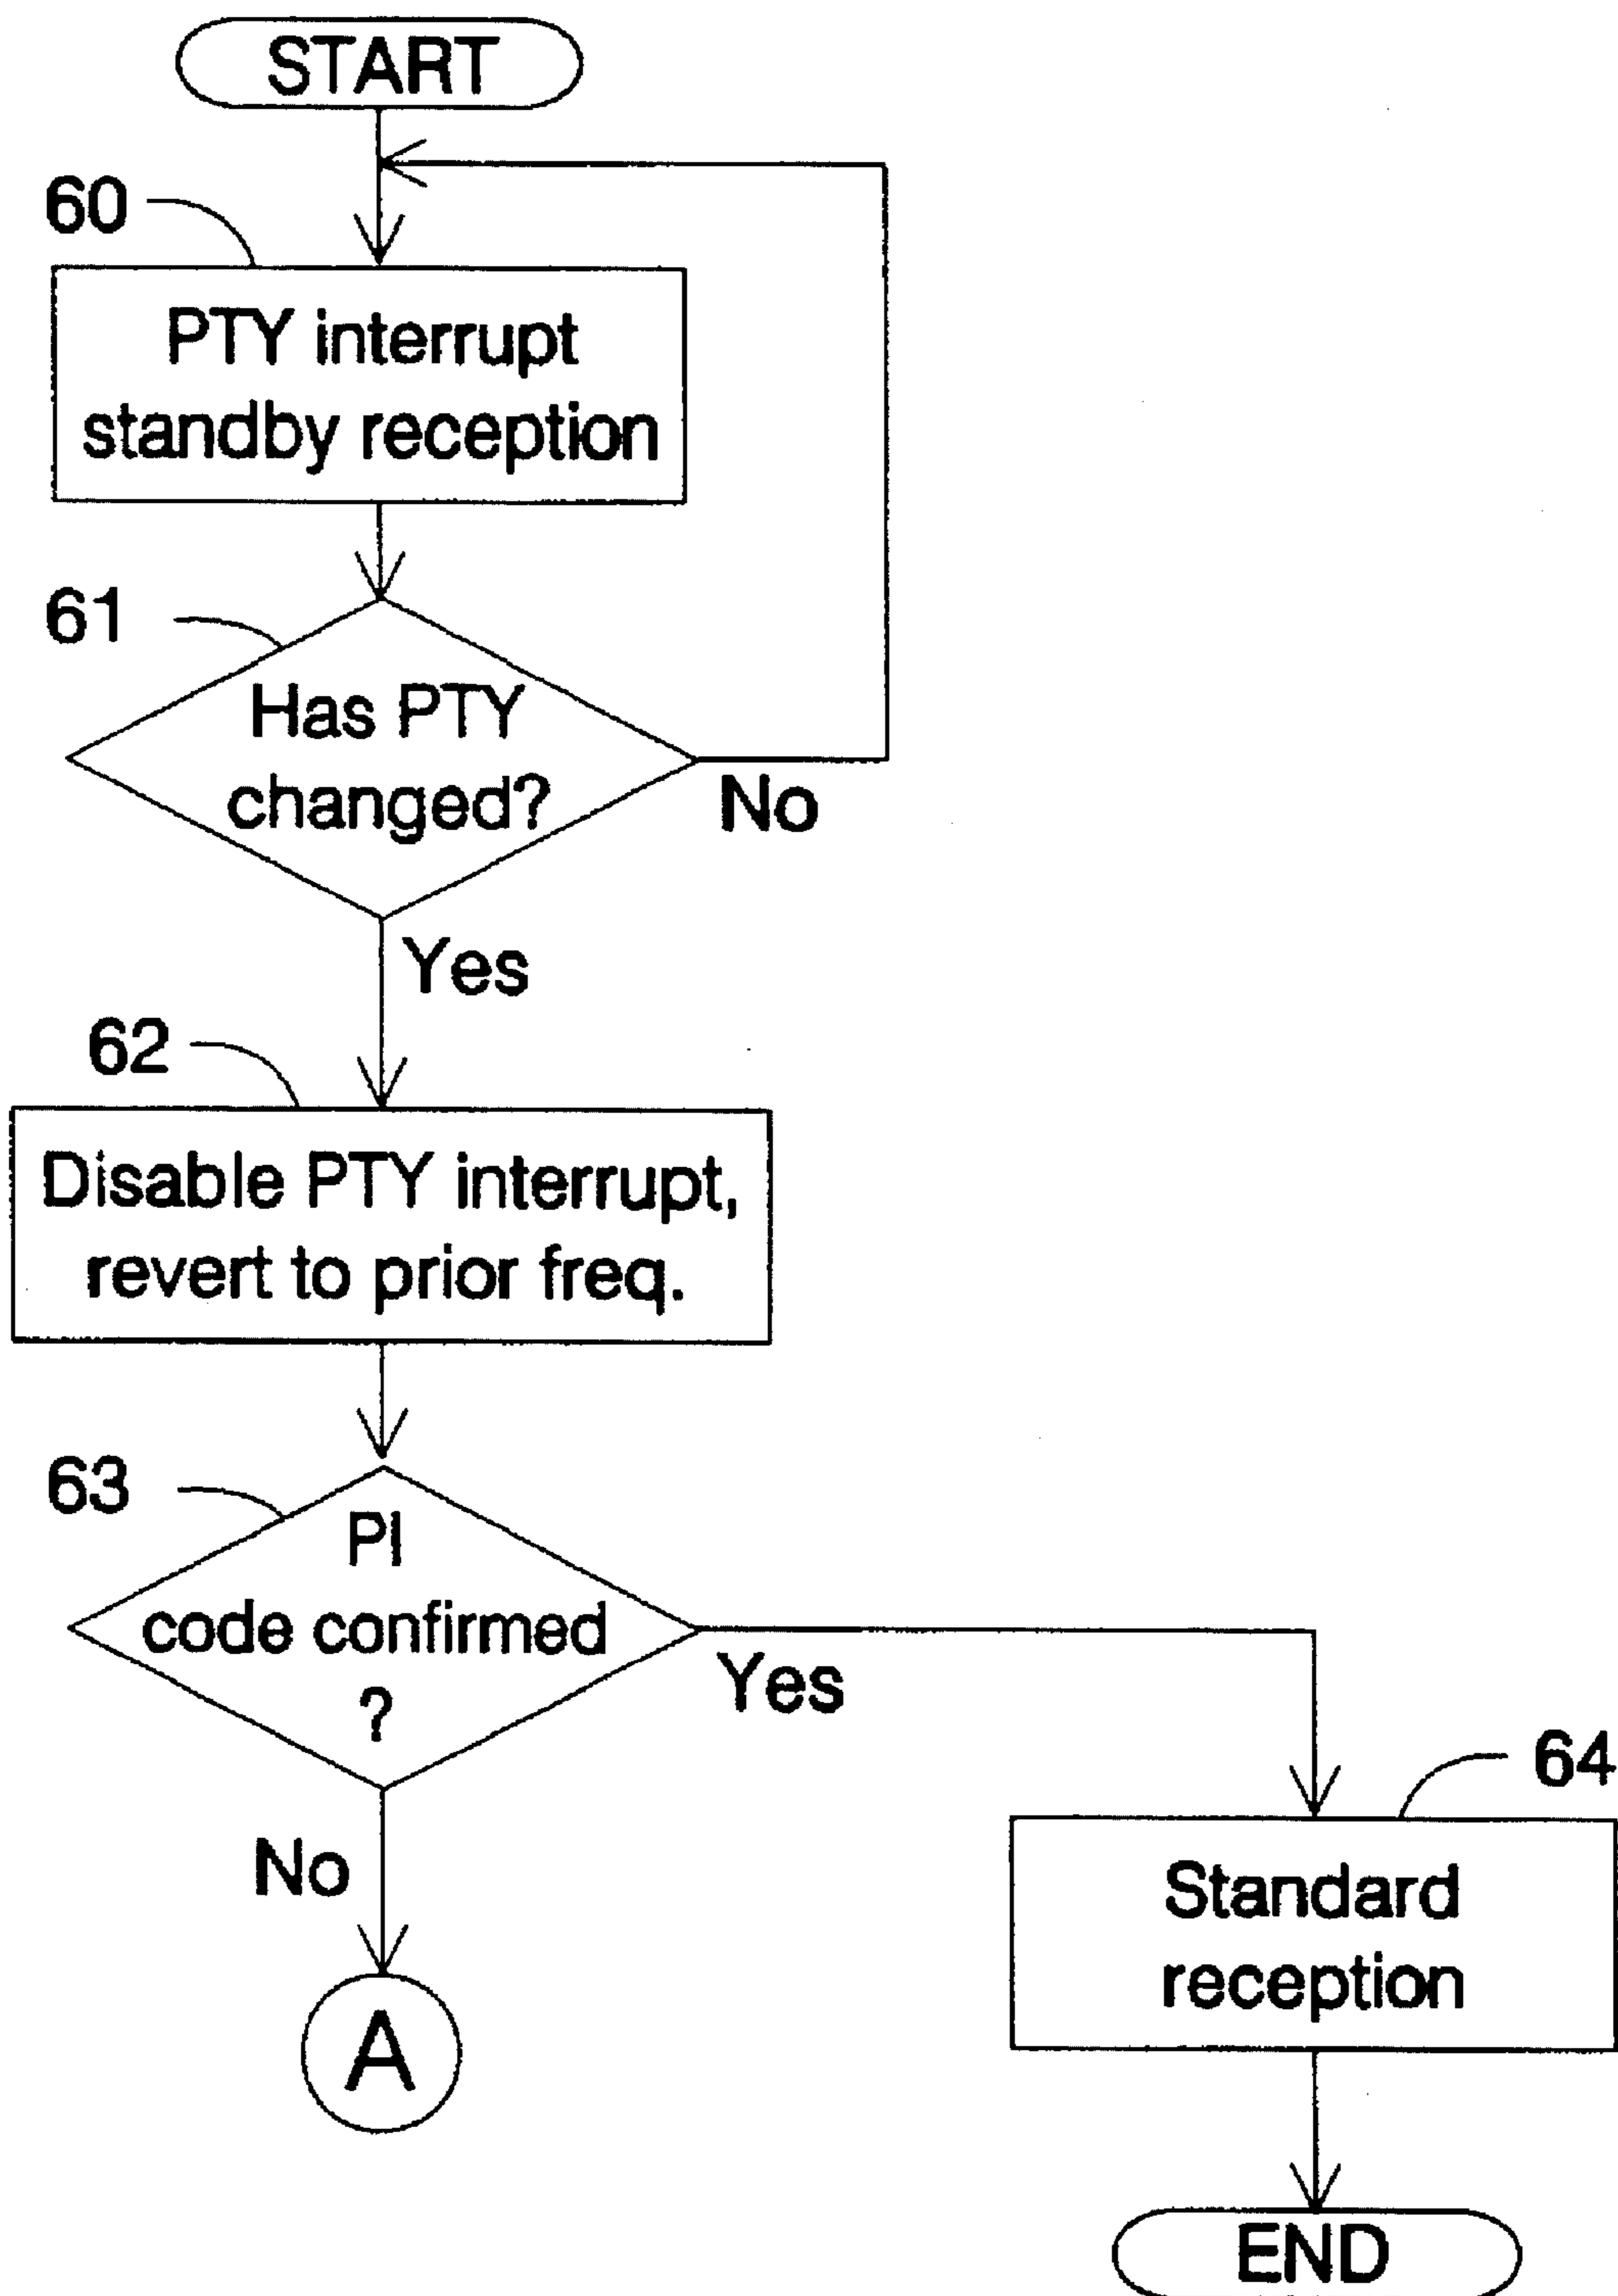 START
60
PTY interrupt
standby reception
61
Has PTY
changed?
No
Yes
62
Disable PTY interrupt,
revert to prior freq.
63
PI
code confirmed
?
Yes
No
64
Standard
reception
A
END